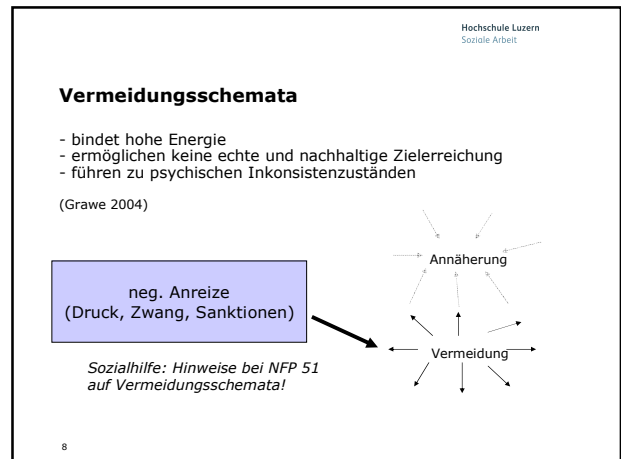 Hochschule Luzern
Soziale Arbeit
Vermeidungsschemata
- bindet hohe Energie
- ermöglichen keine echte und nachhaltige Zielerreichung
- führen zu psychischen Inkonsistenzuständen
(Grawe 2004)
Annäherung
neg. Anreize
(Druck, Zwang, Sanktionen)
Vermeidung
Sozialhilfe: Hinweise bei NFP 51
auf Vermeidungsschemata!
8